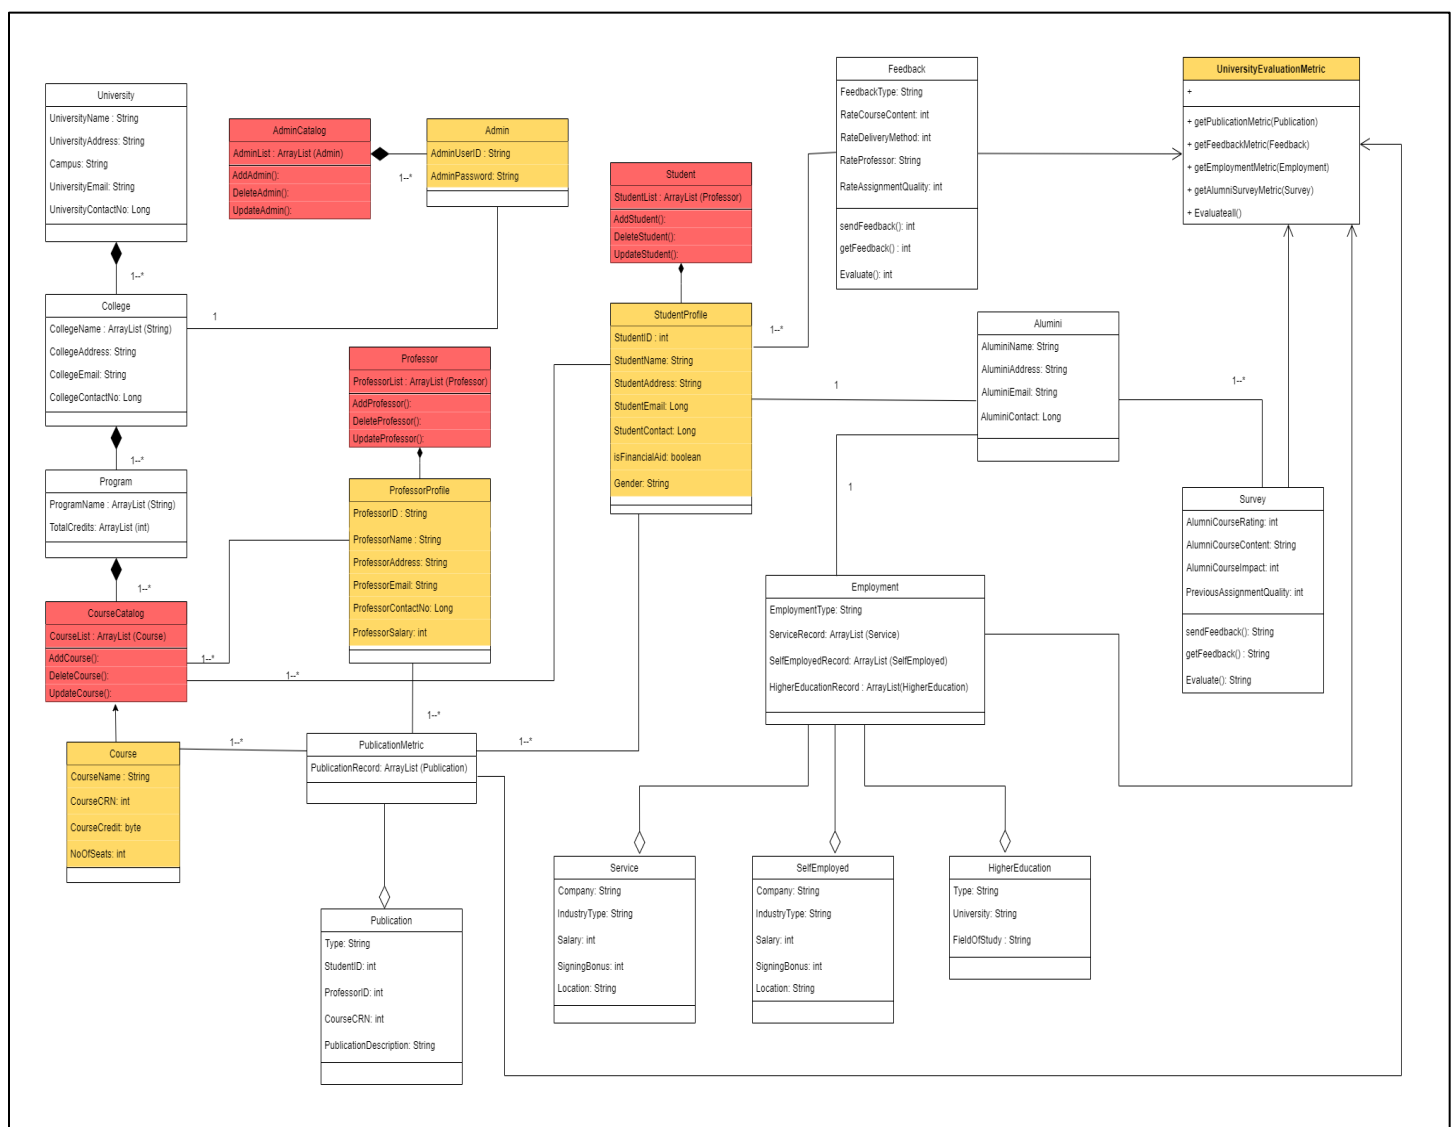 University
UniversityName : String
UniversityAddress: String
Campus: String
UniversityEmail: String
UniversityContactNo: Long
1--*
College
CollegeName : ArrayList (String)
CollegeAddress: String
CollegeEmail: String
CollegeContactNo: Long
1--*
Program
ProgramName : ArrayList (String)
TotalCredits: ArrayList (int)
1--*
CourseCatalog
CourseList : ArrayList (Course)
AddCourse():
DeleteCourse():
UpdateCourse():
1--*
1--*
Course
CourseName : String
CourseCRN: int
CourseCredit: byte
NoOfSeats: int
1--*
AdminCatalog
AdminList : ArrayList (Admin)
AddAdmin():
DeleteAdmin():
UpdateAdmin():
1--*
Admin
AdminUserID : String
AdminPassword: String
1
Professor
ProfessorList : ArrayList (Professor)
AddProfessor():
DeleteProfessor():
UpdateProfessor():
ProfessorProfile
ProfessorID : String
ProfessorName : String
ProfessorAddress: String
ProfessorEmail: String
ProfessorContactNo: Long
ProfessorSalary: int
1--*
PublicationMetric
PublicationRecord: ArrayList (Publication)
1--*
Publication
Type: String
StudentID: int
ProfessorID: int
CourseCRN: int
PublicationDescription: String
Student
StudentList : ArrayList (Professor)
AddStudent():
DeleteStudent():
UpdateStudent():
StudentProfile
StudentID : int
StudentName: String
StudentAddress: String
StudentEmail: Long
StudentContact: Long
isFinancialAid: boolean
Gender: String
1--*
1
Feedback
FeedbackType: String
RateCourseContent: int
RateDeliveryMethod: int
RateProfessor: String
RateAssignmentQuality: int
sendFeedback(): int
getFeedback() : int
Evaluate(): int
Alumini
AluminiName: String
AluminiAddress: String
AluminiEmail: String
AluminiContact: Long
1--*
1
Employment
EmploymentType: String
ServiceRecord: ArrayList (Service)
SelfEmployedRecord: ArrayList (SelfEmployed)
HigherEducationRecord : ArrayList(HigherEducation)
Service
Company: String
IndustryType: String
Salary: int
SigningBonus: int
Location: String
SelfEmployed
Company: String
IndustryType: String
Salary: int
SigningBonus: int
Location: String
HigherEducation
Type: String
University: String
FieldOfStudy : String
UniversityEvaluationMetric
+
+ getPublicationMetric(Publication)
+ getFeedbackMetric(Feedback)
+ getEmploymentMetric(Employment)
+ getAlumniSurveyMetric(Survey)
+ Evaluateall()
Survey
AlumniCourseRating: int
AlumniCourseContent: String
AlumniCourseImpact: int
PreviousAssignmentQuality: int
sendFeedback(): String
getFeedback() : String
Evaluate(): String